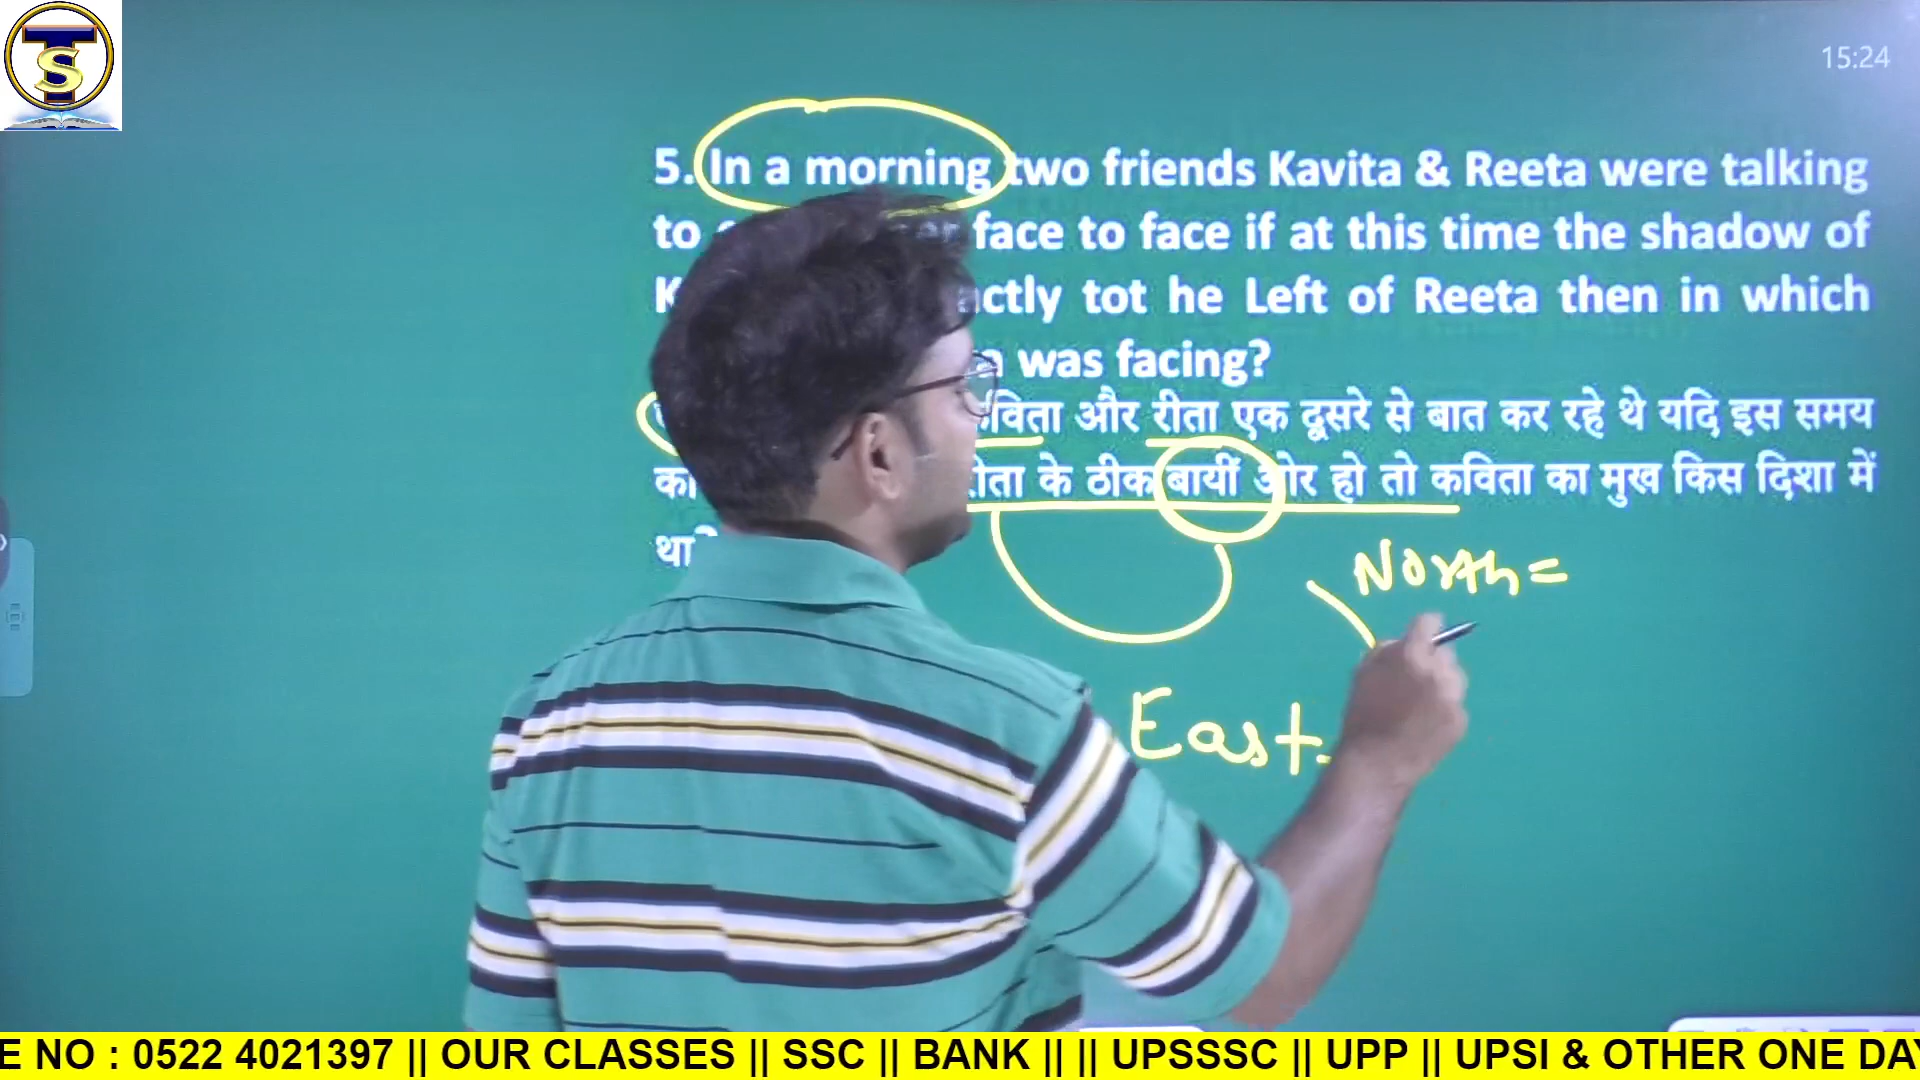 TS
15:24
5. In a morning two friends Kavita & Reeta were talking
to face to face if at this time the shadow of
tot he Left of Reeta then in which
was facing?
और रीता एक दूसरे से बात कर रहे थे यदि इस समय
का के ठीक बायीं ओर हो तो कविता का मुख किस दिशा में
था
North =
East
E NO : 0522 4021397 || OUR CLASSES || SSC || BANK || || UPSSSC || UPP || UPSI & OTHER ONE DAY